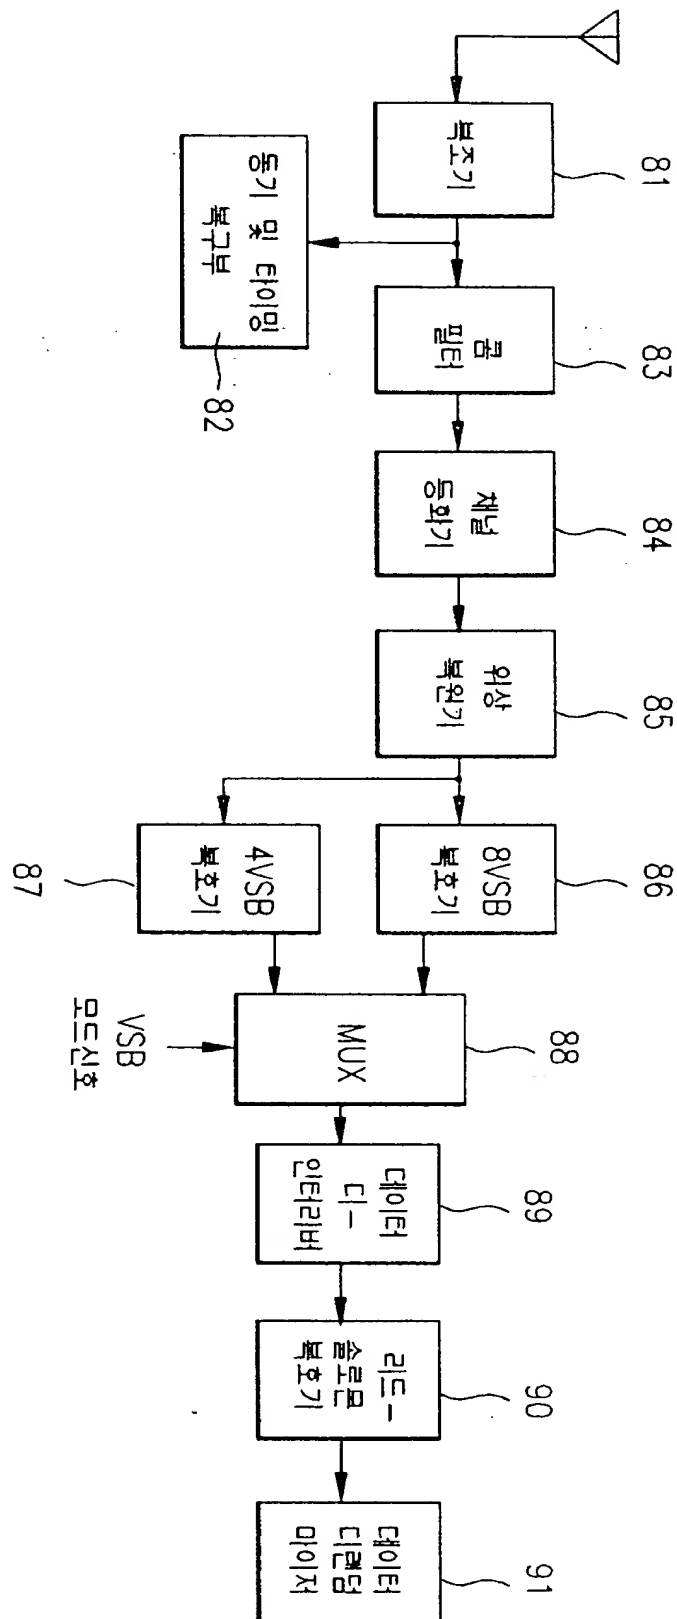 복조기
81
동기 및 타이밍
복구부
82
콤
필터
83
채널
등화기
84
위상
복원기
85
8VSB
복호기
86
4VSB
복호기
87
VSB
모드신호
MUX
88
데이터
디-
인터리버
89
리드-
솔로몬
복호기
90
데이터
디랜덤
마이저
91